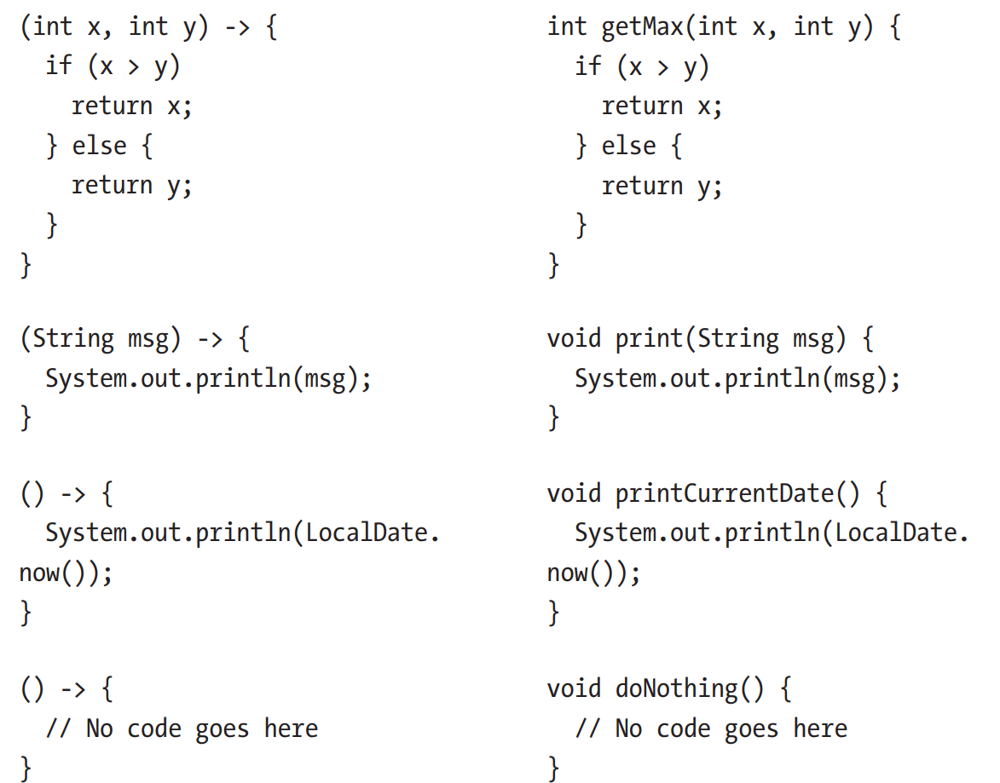 (int x, int y) -> {
  if (x > y)
    return x;
  } else {
    return y;
  }
}
(String msg) -> {
  System.out.println(msg);
}
() -> {
  System.out.println(LocalDate.
now());
}
() -> {
  // No code goes here
}
int getMax(int x, int y) {
  if (x > y)
    return x;
  } else {
    return y;
  }
}
void print(String msg) {
  System.out.println(msg);
}
void printCurrentDate() {
  System.out.println(LocalDate.
now());
}
void doNothing() {
  // No code goes here
}